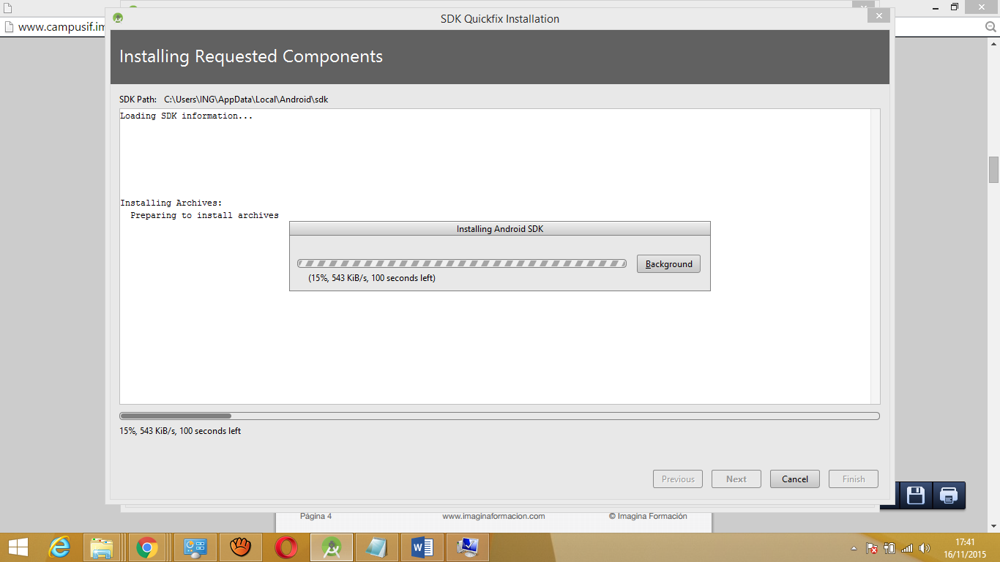 SDK Quickfix Installation
www.campusif.im
Installing Requested Components
SDK Path: C:\Users\ING\AppData\Local\Android\sdk
Loading SDK information...
Installing Archives:
Preparing to install archives
Installing Android SDK
Background
(15%, 543 KiB/s, 100 seconds left)
15%, 543 KiB/s, 100 seconds left
Previous
Next
Cancel
Finish
Página 4
www.imaginaformacion.com
© Imagina Formación
17:41
16/11/2015